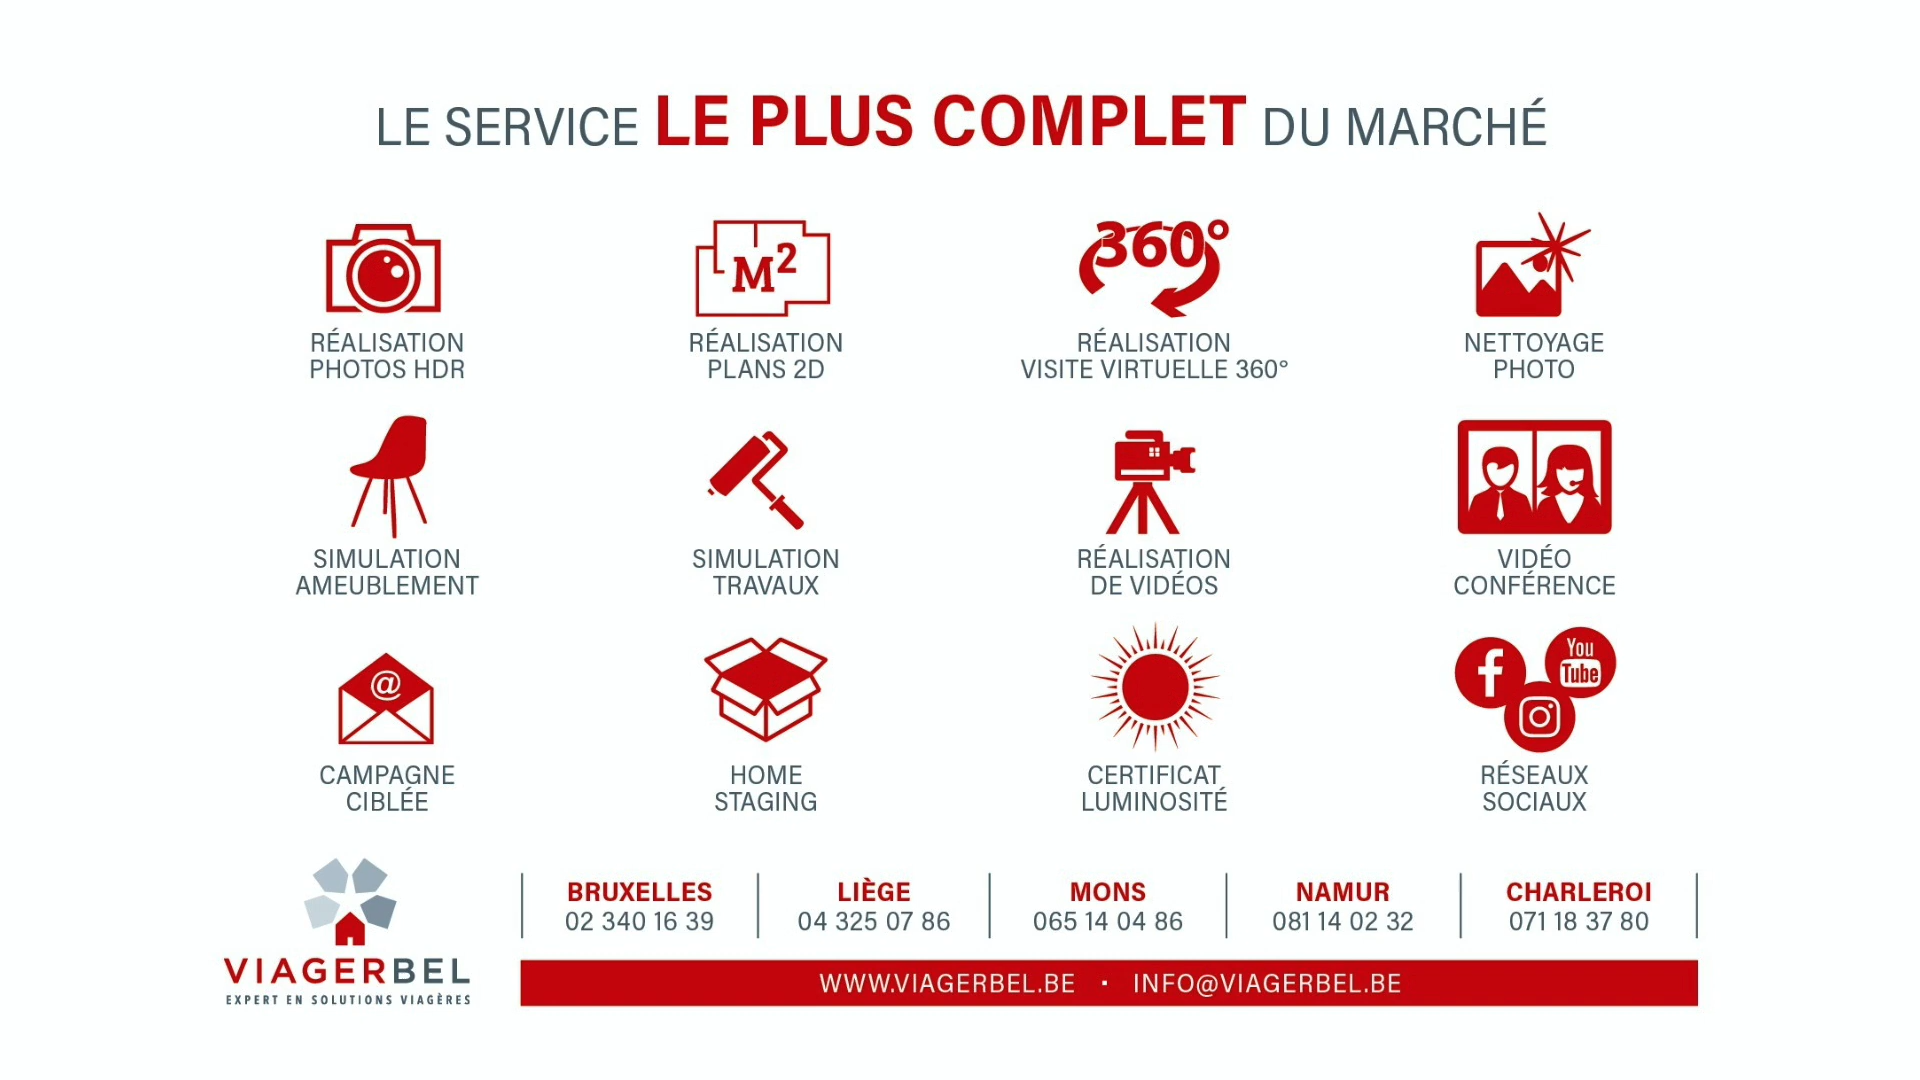 LE SERVICE LE PLUS COMPLET DU MARCHÉ
M²
360°
RÉALISATION
PHOTOS HDR
RÉALISATION
PLANS 2D
RÉALISATION
VISITE VIRTUELLE 360°
NETTOYAGE
PHOTO
SIMULATION
AMEUBLEMENT
SIMULATION
TRAVAUX
RÉALISATION
DE VIDÉOS
VIDÉO
CONFÉRENCE
@
f
You
Tube
CAMPAGNE
CIBLÉE
HOME
STAGING
CERTIFICAT
LUMINOSITÉ
RÉSEAUX
SOCIAUX
VIAGERBEL
EXPERT EN SOLUTIONS VIAGÈRES
BRUXELLES
02 340 16 39
LIÈGE
04 325 07 86
MONS
065 14 04 86
NAMUR
081 14 02 32
CHARLEROI
071 18 37 80
WWW.VIAGERBEL.BE · INFO@VIAGERBEL.BE